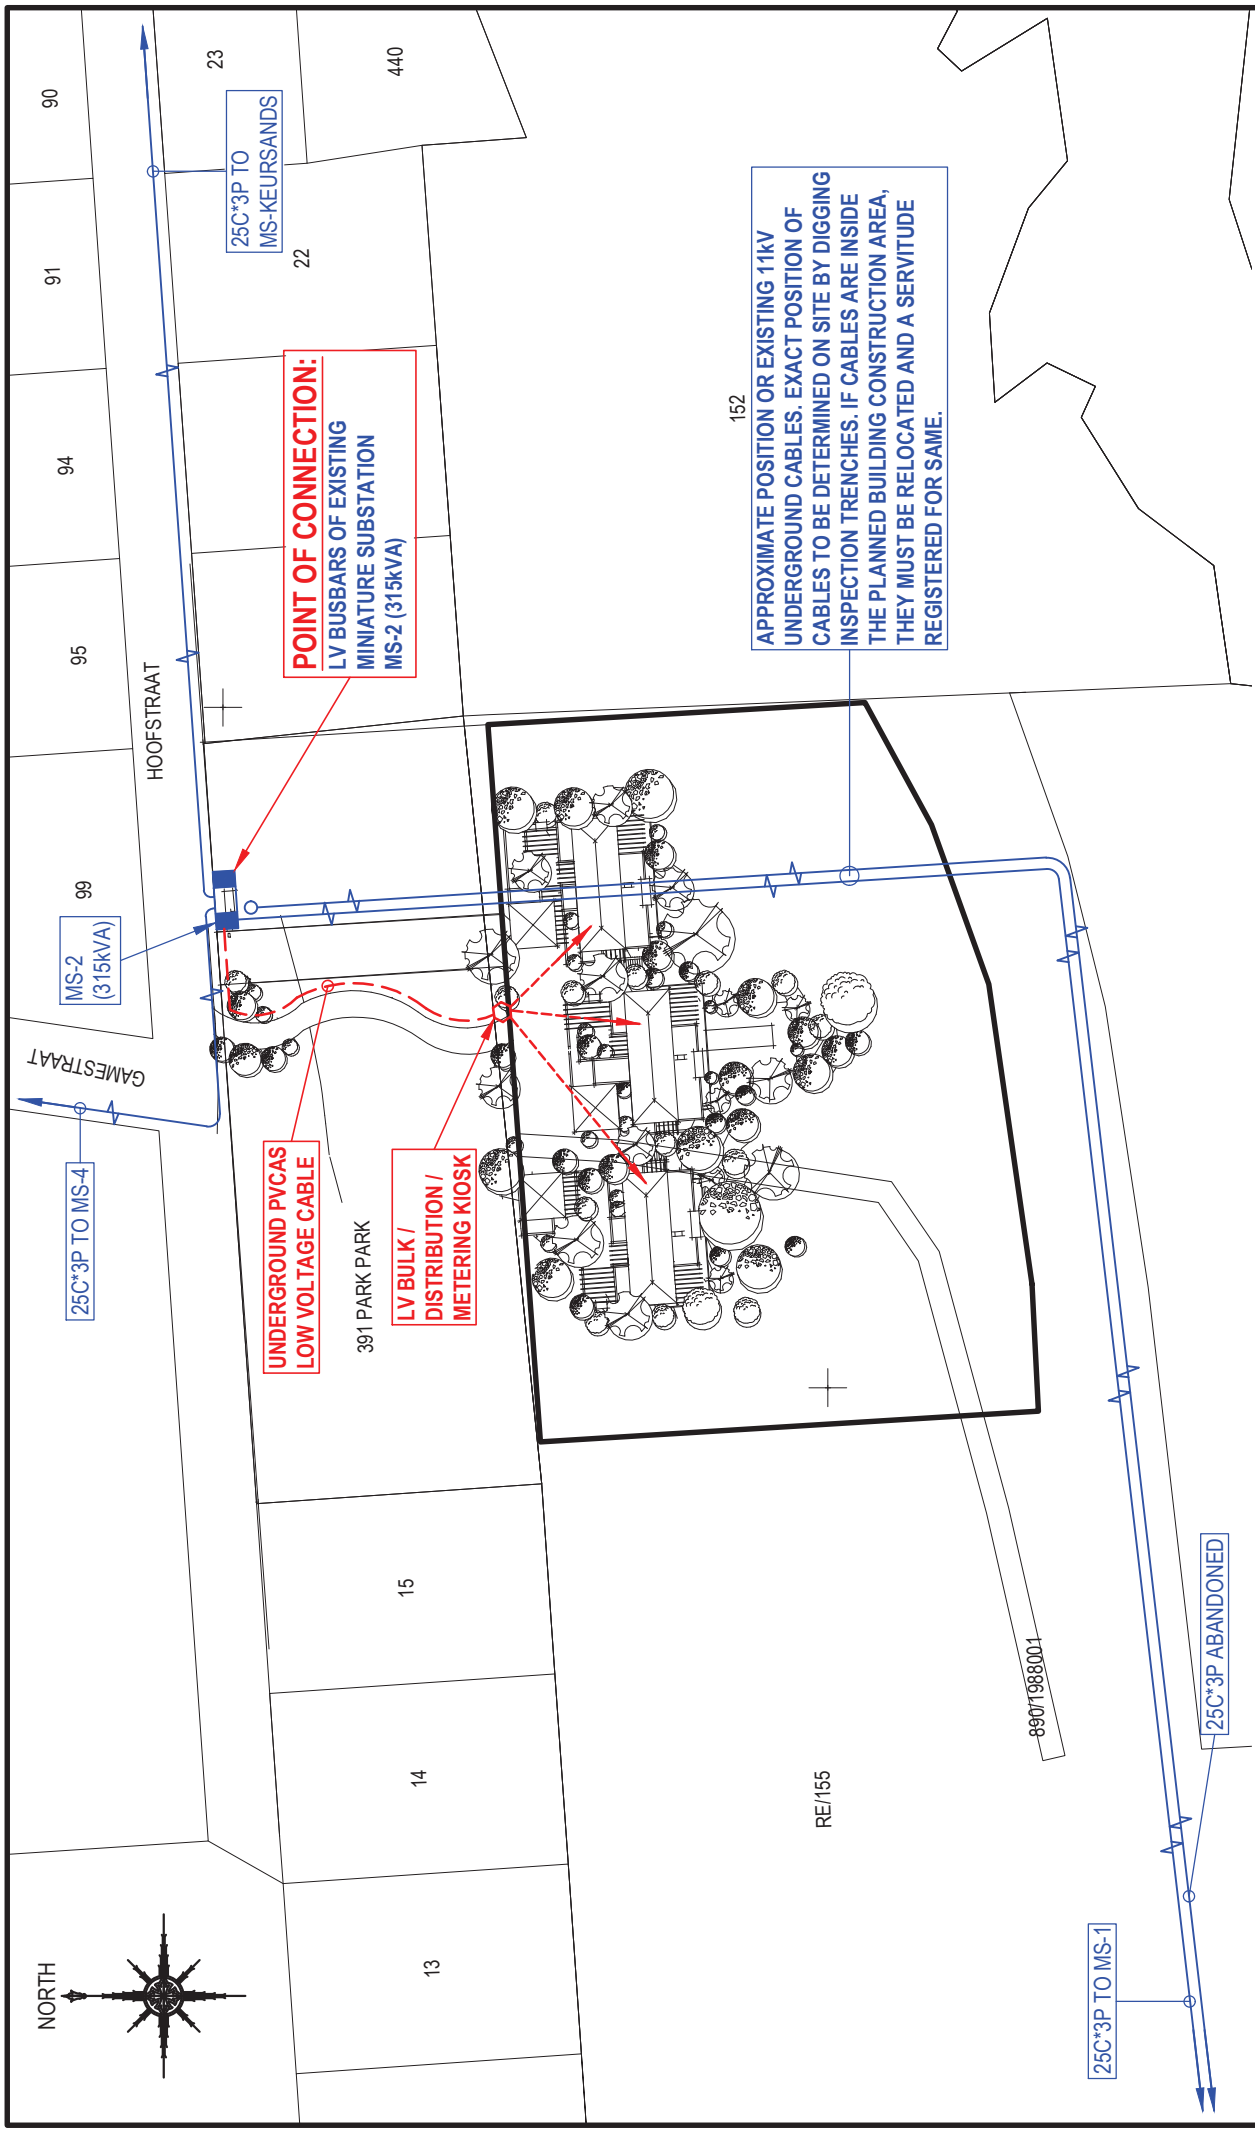 NORTH
GAMESTRAAT
HOOFSTRAAT
99
95
94
91
90
MS-2
(315kVA)
25C*3P TO MS-4
25C*3P TO
MS-KEURSANDS
23
440
22
13
14
15
UNDERGROUND PVCAS
LOW VOLTAGE CABLE
391 PARK PARK
LV BULK /
DISTRIBUTION /
METERING KIOSK
POINT OF CONNECTION:
LV BUSBARS OF EXISTING
MINIATURE SUBSTATION
MS-2 (315kVA)
152
APPROXIMATE POSITION OR EXISTING 11kV
UNDERGROUND CABLES. EXACT POSITION OF
CABLES TO BE DETERMINED ON SITE BY DIGGING
INSPECTION TRENCHES. IF CABLES ARE INSIDE
THE PLANNED BUILDING CONSTRUCTION AREA,
THEY MUST BE RELOCATED AND A SERVITUDE
REGISTERED FOR SAME.
RE/155
890/1988001
25C*3P TO MS-1
25C*3P ABANDONED